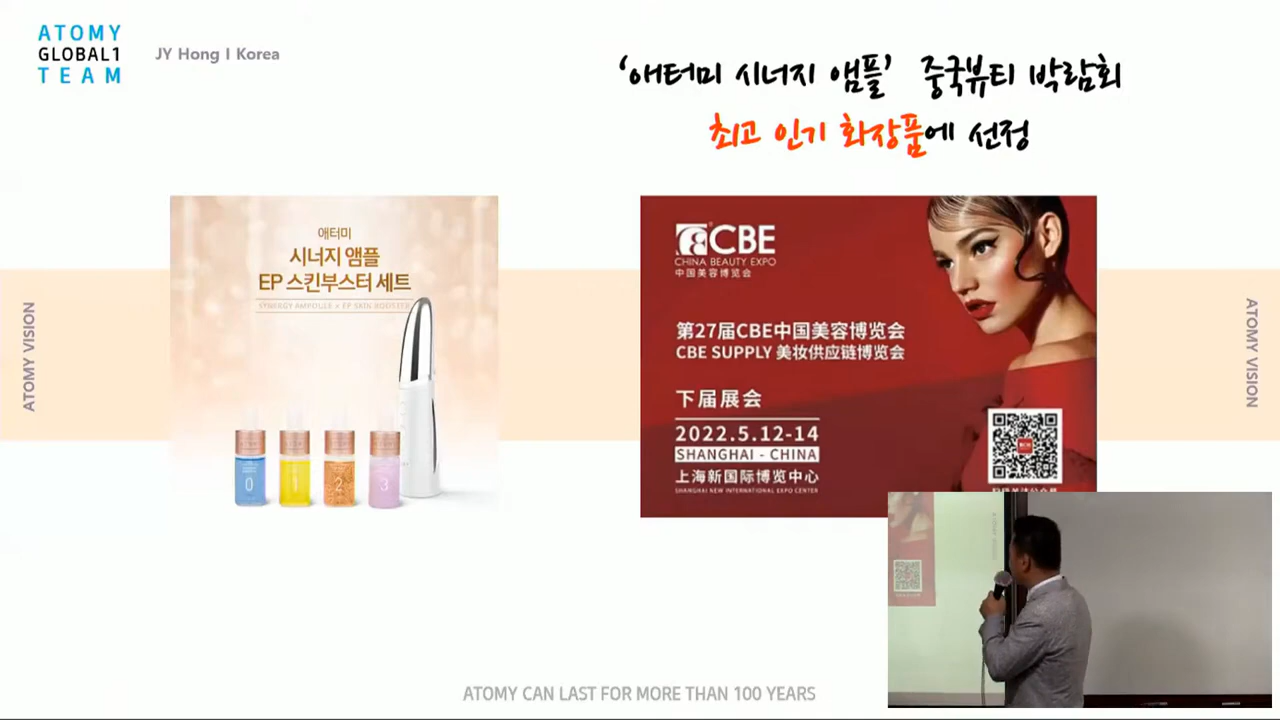 ATOMY
GLOBAL1
TEAM
JY Hong I Korea
‘애터미 시너지 앰플’ 중국뷰티 박람회
최고 인기 화장품에 선정
애터미
시너지 앰플
EP 스킨부스터 세트
SYNERGY AMPOULE × EP SKIN BOOSTER
0
1
2
3
CBE
CHINA BEAUTY EXPO
中国美容博览会
第27届CBE中国美容博览会
CBE SUPPLY 美妆供应链博览会
下届展会
2022.5.12-14
SHANGHAI - CHINA
上海新国际博览中心
SHANGHAI NEW INTERNATIONAL EXPO CENTER
ATOMY VISION
ATOMY VISION
ATOMY CAN LAST FOR MORE THAN 100 YEARS